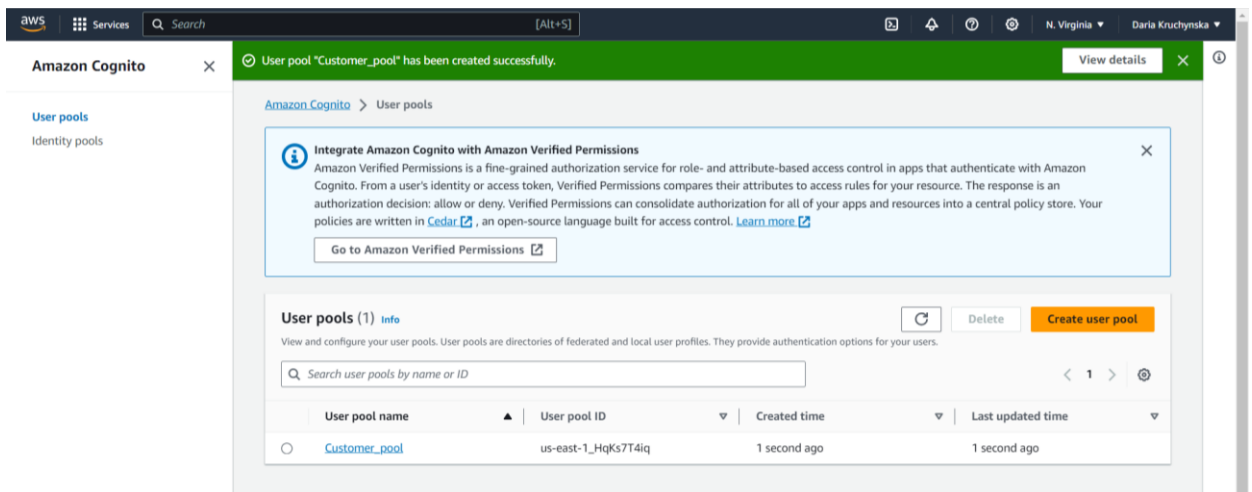 aws
Services
Search
[Alt+S]
N. Virginia
Daria Kruchynska
Amazon Cognito
User pools
Identity pools
User pool "Customer_pool" has been created successfully.
View details
Amazon Cognito > User pools
Integrate Amazon Cognito with Amazon Verified Permissions
Amazon Verified Permissions is a fine-grained authorization service for role- and attribute-based access control in apps that authenticate with Amazon
Cognito. From a user's identity or access token, Verified Permissions compares their attributes to access rules for your resource. The response is an
authorization decision: allow or deny. Verified Permissions can consolidate authorization for all of your apps and resources into a central policy store. Your
policies are written in Cedar , an open-source language built for access control. Learn more
Go to Amazon Verified Permissions
User pools (1) Info
Delete
Create user pool
View and configure your user pools. User pools are directories of federated and local user profiles. They provide authentication options for your users.
Search user pools by name or ID
1
User pool name
User pool ID
Created time
Last updated time
Customer_pool
us-east-1_HqKs7T4iq
1 second ago
1 second ago